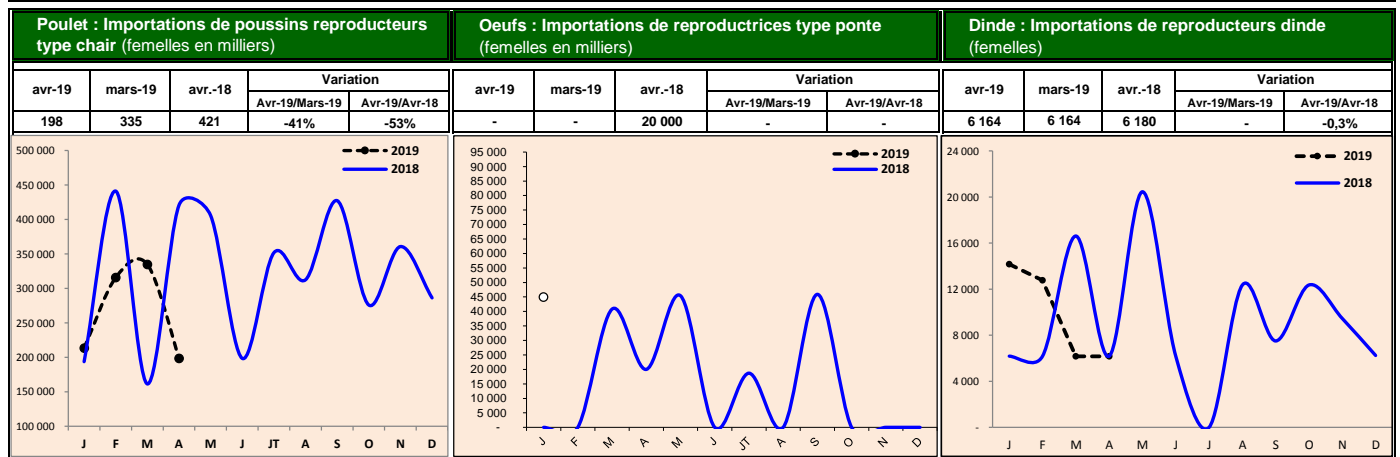 Poulet : Importations de poussins reproducteurs
type chair (femelles en milliers)
avr-19 mars-19 avr.-18 Variation
Avr-19/Mars-19 Avr-19/Avr-18
198 335 421 -41% -53%
500 000
450 000
400 000
350 000
300 000
250 000
200 000
150 000
100 000
2019
2018
J F M A M J JT A S O N D
Oeufs : Importations de reproductrices type ponte
(femelles en milliers)
avr-19 mars-19 avr.-18 Variation
Avr-19/Mars-19 Avr-19/Avr-18
- - 20 000 - -
95 000
90 000
85 000
80 000
75 000
70 000
65 000
60 000
55 000
50 000
45 000
40 000
35 000
30 000
25 000
20 000
15 000
10 000
5 000
-
2019
2018
J F M A M J JT A S O N D
Dinde : Importations de reproducteurs dinde
(femelles)
avr-19 mars-19 avr.-18 Variation
Avr-19/Mars-19 Avr-19/Avr-18
6 164 6 164 6 180 - -0,3%
24 000
20 000
16 000
12 000
8 000
4 000
-
2019
2018
J F M A M J J A S O N D